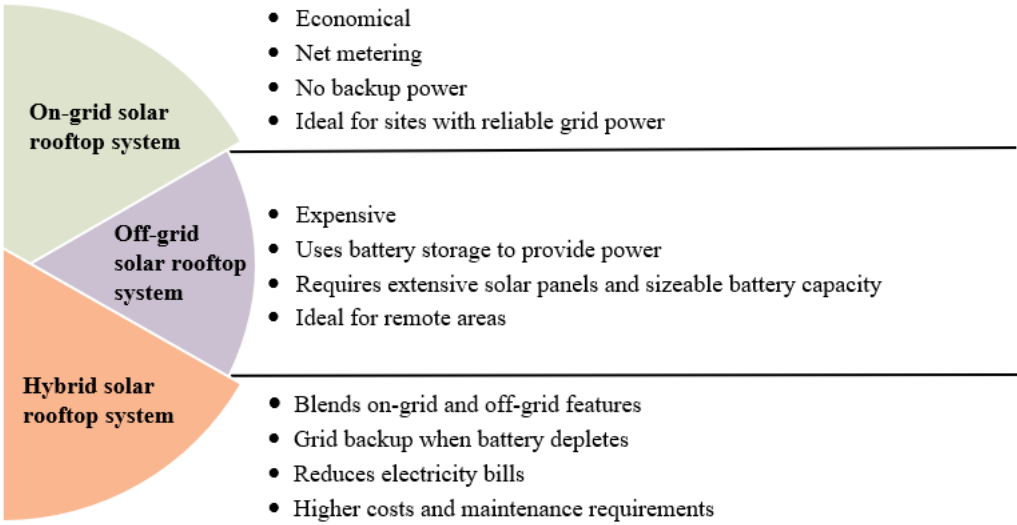 On-grid solar
rooftop system
• Economical
• Net metering
• No backup power
• Ideal for sites with reliable grid power
Off-grid
solar rooftop
system
• Expensive
• Uses battery storage to provide power
• Requires extensive solar panels and sizeable battery capacity
• Ideal for remote areas
Hybrid solar
rooftop system
• Blends on-grid and off-grid features
• Grid backup when battery depletes
• Reduces electricity bills
• Higher costs and maintenance requirements